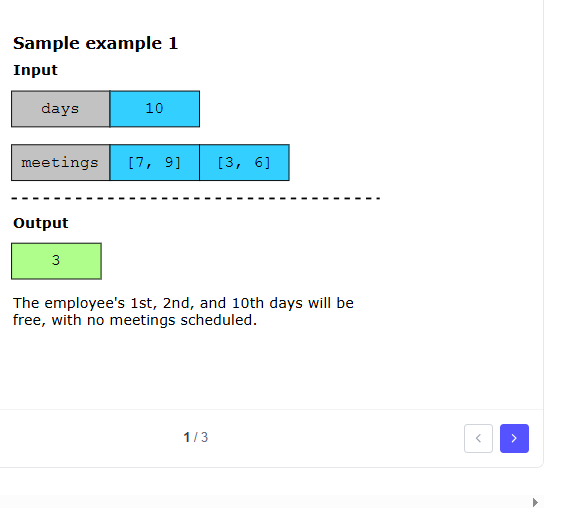 Sample example 1
Input
days 10
meetings [7, 9] [3, 6]
Output
3
The employee's 1st, 2nd, and 10th days will be
free, with no meetings scheduled.
1 / 3